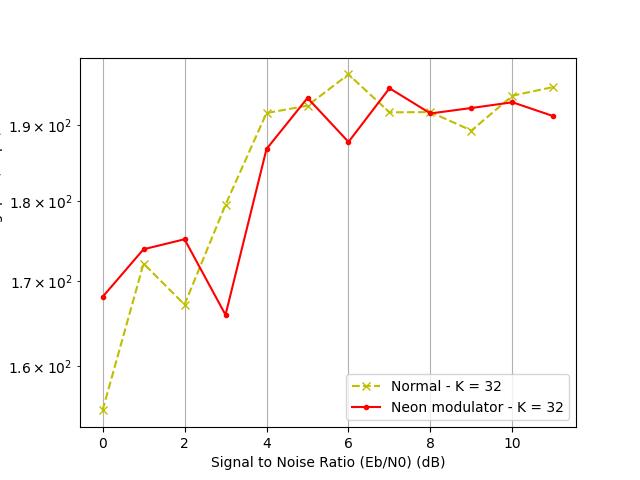 1.9 × 10²
1.8 × 10²
1.7 × 10²
1.6 × 10²
Normal - K = 32
Neon modulator - K = 32
0 2 4 6 8 10
Signal to Noise Ratio (Eb/N0) (dB)